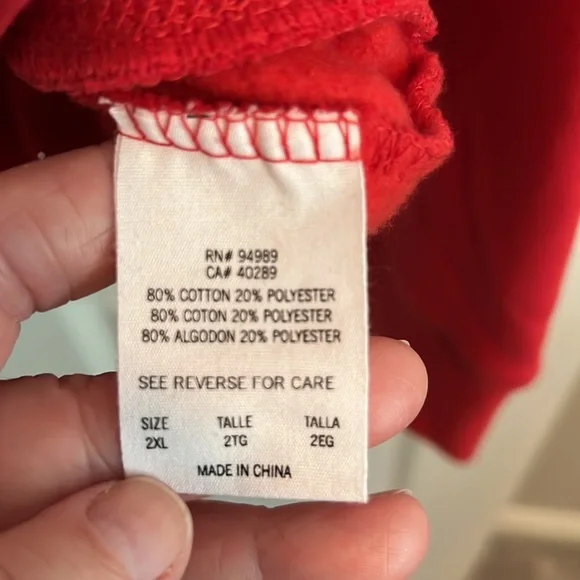 RN# 94989
CA# 40289
80% COTTON 20% POLYESTER
80% COTON 20% POLYESTER
80% ALGODON 20% POLYESTER
SEE REVERSE FOR CARE
SIZE TALLE TALLA
2XL 2TG 2EG
MADE IN CHINA